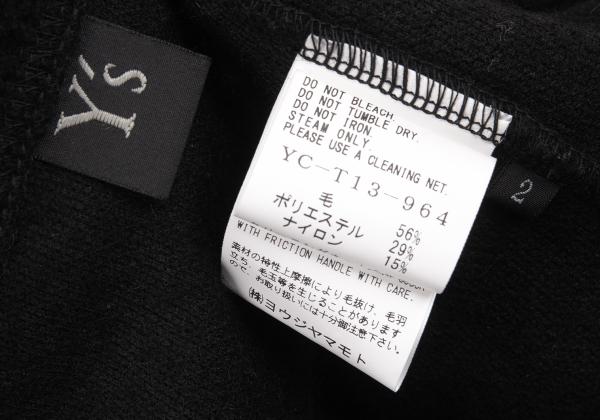 Y's
DO NOT BLEACH.
DO NOT TUMBLE DRY.
DO NOT IRON.
STEAM ONLY.
PLEASE USE A CLEANING NET.
YC-T13-964
毛 56%
ポリエステル 29%
ナイロン 15%
WITH FRICTION HANDLE WITH CARE.
素材の特性上摩擦により毛抜け、毛羽
立ち、毛玉等を生じることがあります
ので、お取り扱いには十分御注意下さい。
(株)ヨウジヤマモト
2